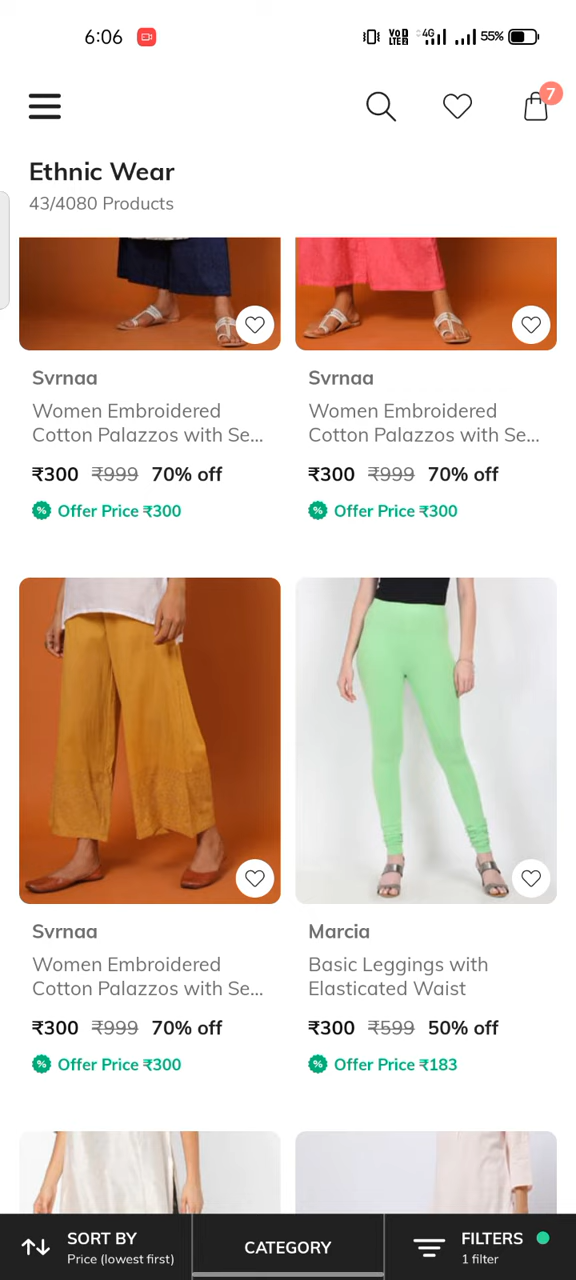 6:06
VoD LTE2 4G 55%
7
Ethnic Wear
43/4080 Products
Svrnaa
Women Embroidered
Cotton Palazzos with Se...
₹300 ₹999 70% off
% Offer Price ₹300
Svrnaa
Women Embroidered
Cotton Palazzos with Se...
₹300 ₹999 70% off
% Offer Price ₹300
Svrnaa
Women Embroidered
Cotton Palazzos with Se...
₹300 ₹999 70% off
% Offer Price ₹300
Marcia
Basic Leggings with
Elasticated Waist
₹300 ₹599 50% off
% Offer Price ₹183
SORT BY
Price (lowest first)
CATEGORY
FILTERS
1 filter